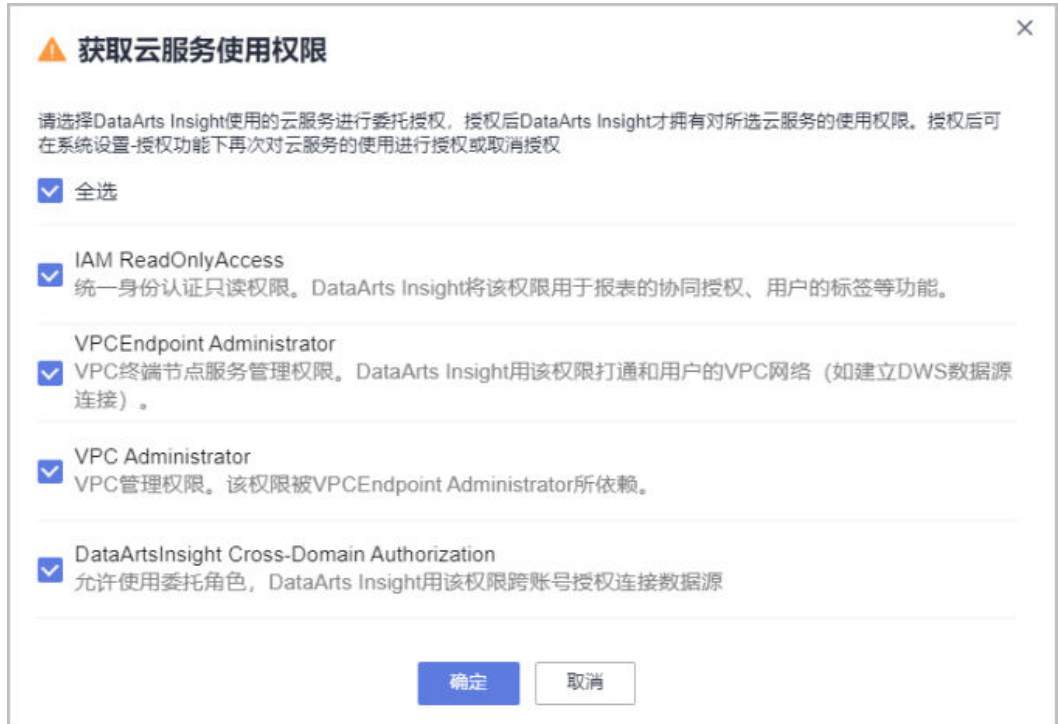 获取云服务使用权限
请选择DataArts Insight使用的云服务进行委托授权，授权后DataArts Insight才拥有对所选云服务的使用权限。授权后可
在系统设置-授权功能下再次对云服务的使用进行授权或取消授权
全选
IAM ReadOnlyAccess
统一身份认证只读权限。DataArts Insight将该权限用于报表的协同授权、用户的标签等功能。
VPCEndpoint Administrator
VPC终端节点服务管理权限。DataArts Insight用该权限打通和用户的VPC网络（如建立DWS数据源
连接）。
VPC Administrator
VPC管理权限。该权限被VPCEndpoint Administrator所依赖。
DataArtsInsight Cross-Domain Authorization
允许使用委托角色，DataArts Insight用该权限跨账号授权连接数据源
确定
取消